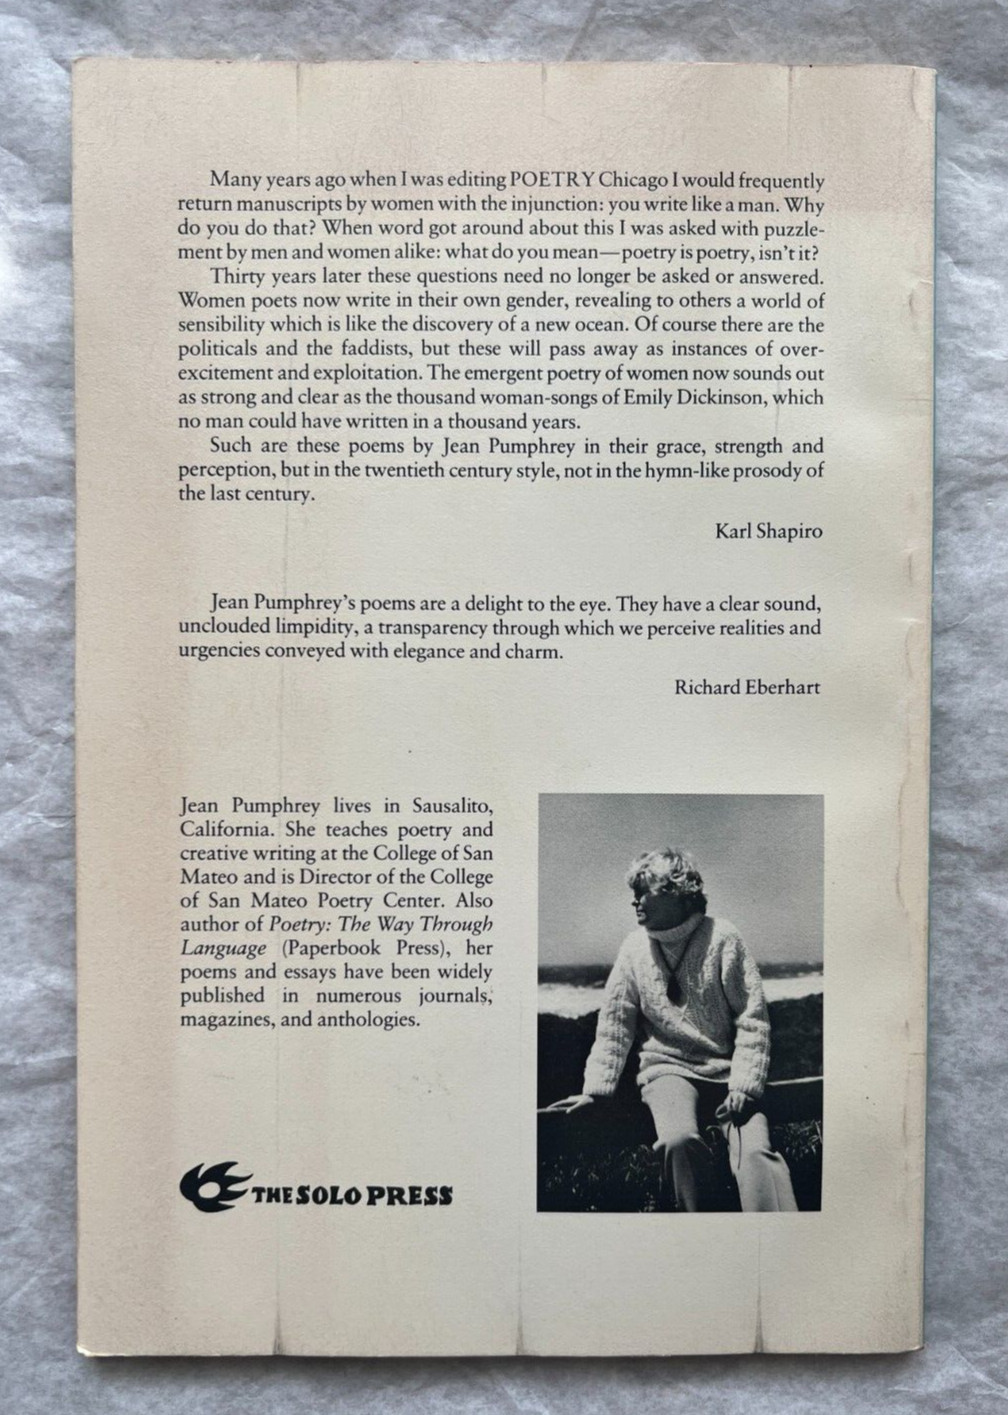 Many years ago when I was editing POETRY Chicago I would frequently
return manuscripts by women with the injunction: you write like a man. Why
do you do that? When word got around about this I was asked with puzzle-
ment by men and women alike: what do you mean—poetry is poetry, isn't it?
Thirty years later these questions need no longer be asked or answered.
Women poets now write in their own gender, revealing to others a world of
sensibility which is like the discovery of a new ocean. Of course there are the
politicals and the faddists, but these will pass away as instances of over-
excitement and exploitation. The emergent poetry of women now sounds out
as strong and clear as the thousand woman-songs of Emily Dickinson, which
no man could have written in a thousand years.
Such are these poems by Jean Pumphrey in their grace, strength and
perception, but in the twentieth century style, not in the hymn-like prosody of
the last century.
Karl Shapiro
Jean Pumphrey's poems are a delight to the eye. They have a clear sound,
unclouded limpidity, a transparency through which we perceive realities and
urgencies conveyed with elegance and charm.
Richard Eberhart
Jean Pumphrey lives in Sausalito,
California. She teaches poetry and
creative writing at the College of San
Mateo and is Director of the College
of San Mateo Poetry Center. Also
author of Poetry: The Way Through
Language (Paperbook Press), her
poems and essays have been widely
published in numerous journals,
magazines, and anthologies.
THE SOLO PRESS